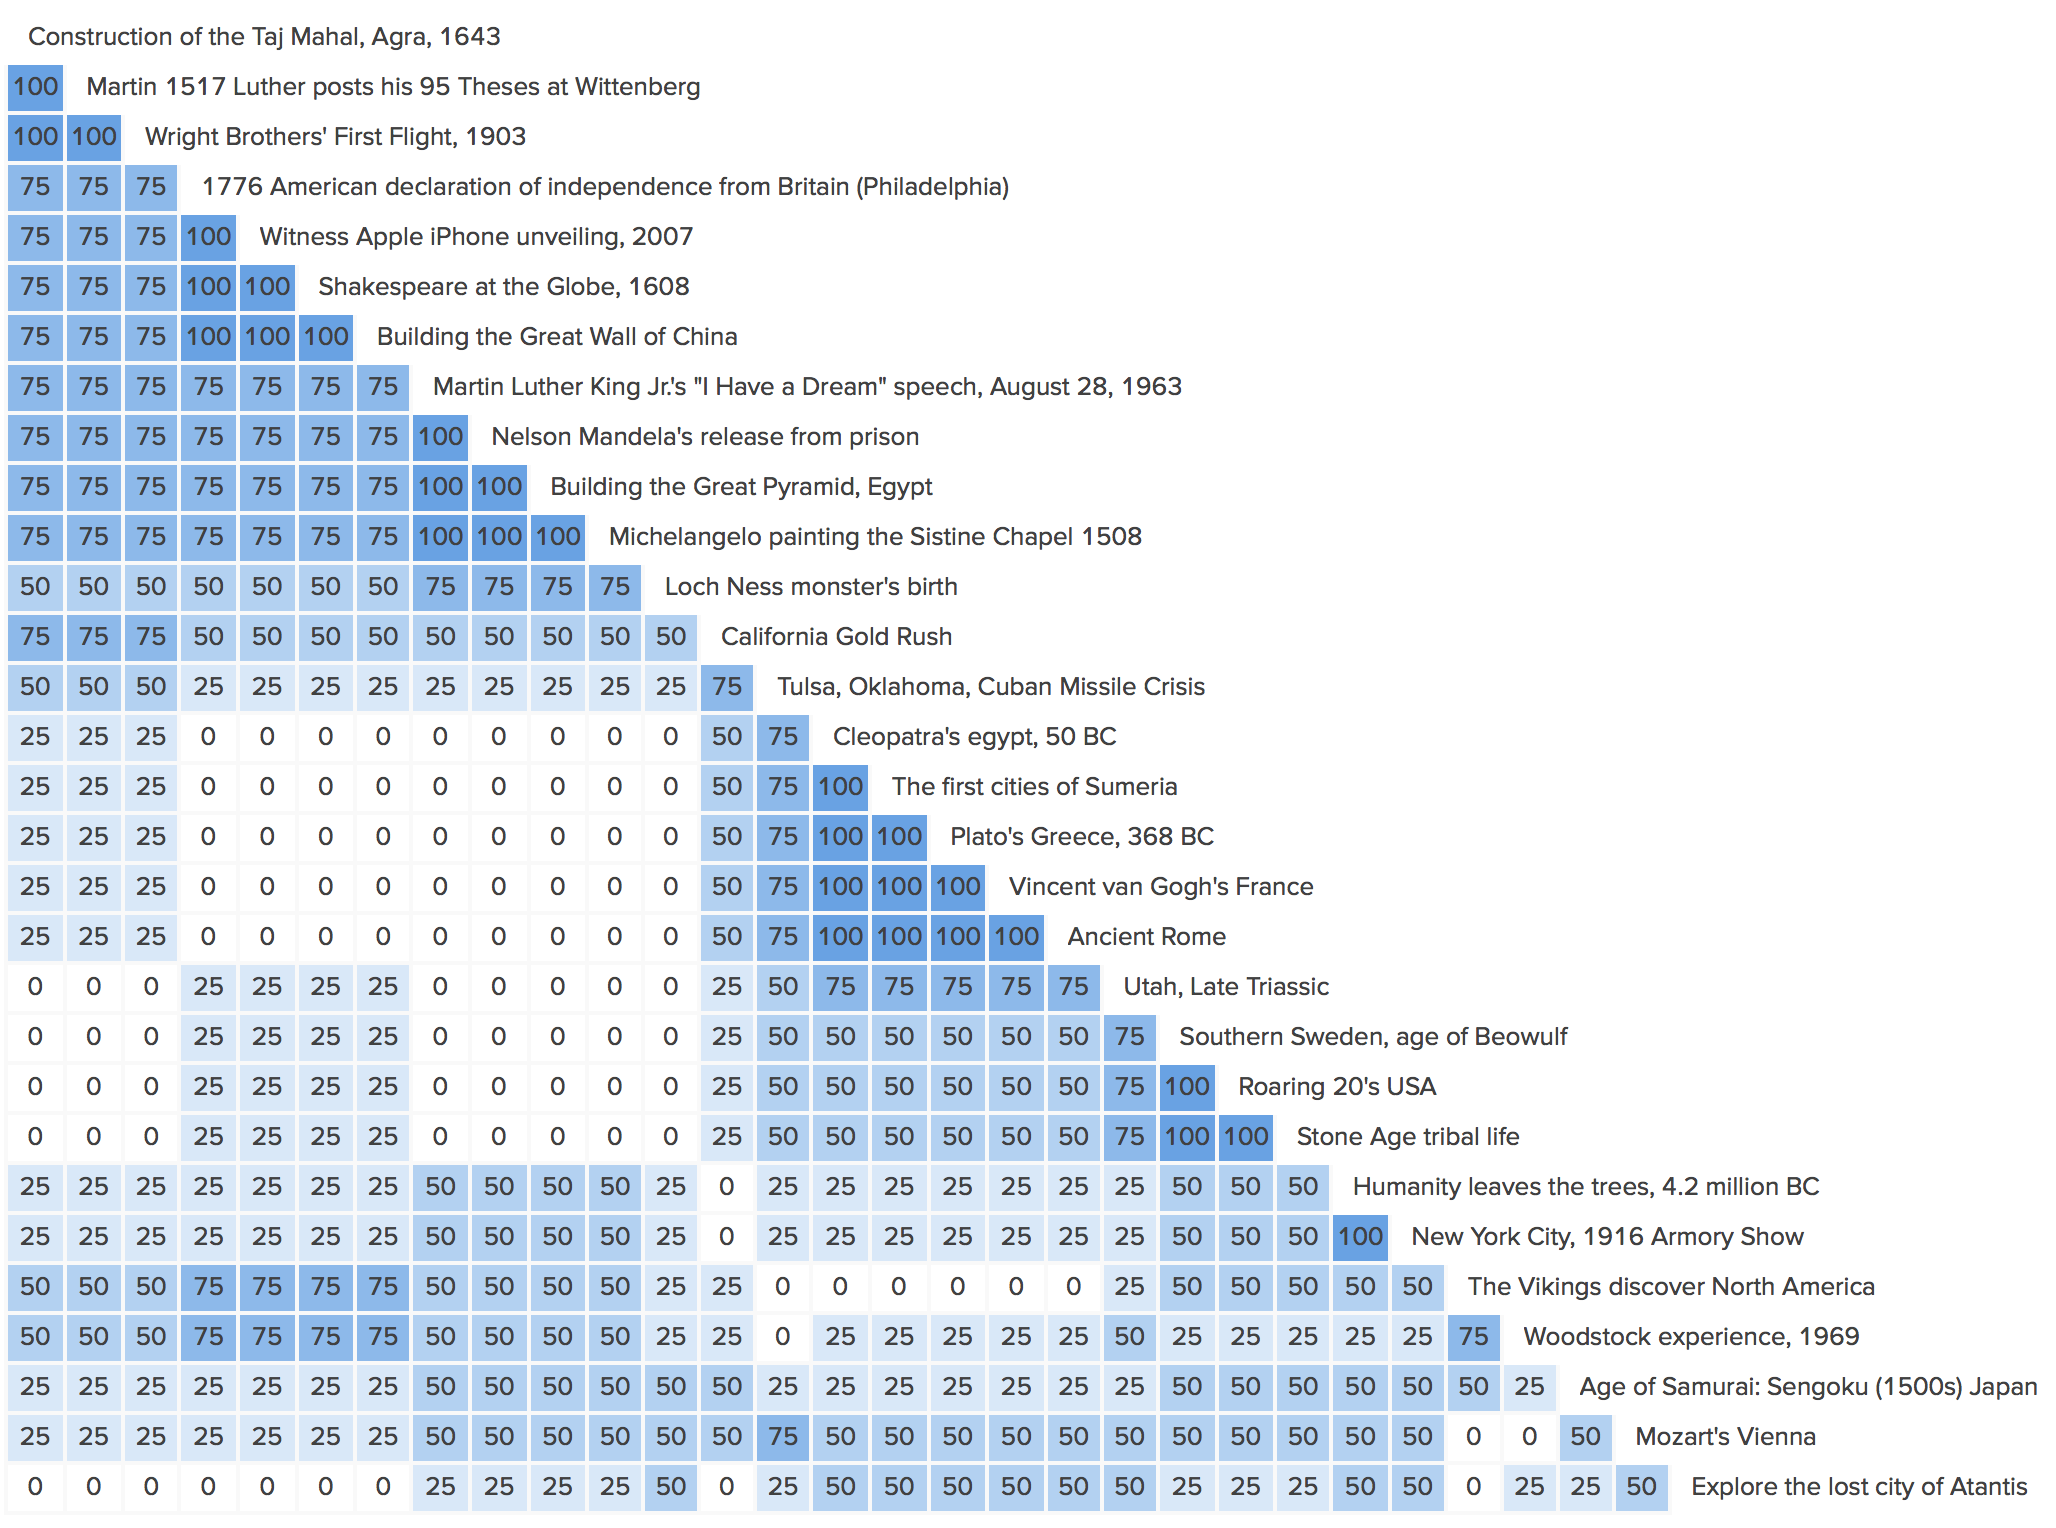 Construction of the Taj Mahal, Agra, 1643
100 Martin 1517 Luther posts his 95 Theses at Wittenberg
100 100 Wright Brothers' First Flight, 1903
75 75 75 1776 American declaration of independence from Britain (Philadelphia)
75 75 75 100 Witness Apple iPhone unveiling, 2007
75 75 75 100 100 Shakespeare at the Globe, 1608
75 75 75 100 100 100 Building the Great Wall of China
75 75 75 75 75 75 75 Martin Luther King Jr.'s "I Have a Dream" speech, August 28, 1963
75 75 75 75 75 75 75 100 Nelson Mandela's release from prison
75 75 75 75 75 75 75 100 100 Building the Great Pyramid, Egypt
75 75 75 75 75 75 75 100 100 100 Michelangelo painting the Sistine Chapel 1508
50 50 50 50 50 50 50 75 75 75 75 Loch Ness monster's birth
75 75 75 50 50 50 50 50 50 50 50 50 California Gold Rush
50 50 50 25 25 25 25 25 25 25 25 25 75 Tulsa, Oklahoma, Cuban Missile Crisis
25 25 25 0 0 0 0 0 0 0 0 0 50 75 Cleopatra's egypt, 50 BC
25 25 25 0 0 0 0 0 0 0 0 0 50 75 100 The first cities of Sumeria
25 25 25 0 0 0 0 0 0 0 0 0 50 75 100 100 Plato's Greece, 368 BC
25 25 25 0 0 0 0 0 0 0 0 0 50 75 100 100 100 Vincent van Gogh's France
25 25 25 0 0 0 0 0 0 0 0 0 50 75 100 100 100 100 Ancient Rome
0 0 0 25 25 25 25 0 0 0 0 0 25 50 75 75 75 75 75 Utah, Late Triassic
0 0 0 25 25 25 25 0 0 0 0 0 25 50 50 50 50 50 50 75 Southern Sweden, age of Beowulf
0 0 0 25 25 25 25 0 0 0 0 0 25 50 50 50 50 50 50 75 100 Roaring 20's USA
0 0 0 25 25 25 25 0 0 0 0 0 25 50 50 50 50 50 50 75 100 100 Stone Age tribal life
25 25 25 25 25 25 25 50 50 50 50 25 0 25 25 25 25 25 25 25 50 50 50 Humanity leaves the trees, 4.2 million BC
25 25 25 25 25 25 25 50 50 50 50 25 0 25 25 25 25 25 25 25 50 50 50 100 New York City, 1916 Armory Show
50 50 50 75 75 75 75 50 50 50 50 25 25 0 0 0 0 0 0 25 50 50 50 50 50 The Vikings discover North America
50 50 50 75 75 75 75 50 50 50 50 25 25 0 25 25 25 25 25 50 25 25 25 25 25 75 Woodstock experience, 1969
25 25 25 25 25 25 25 50 50 50 50 50 50 25 25 25 25 25 25 25 50 50 50 50 50 50 25 Age of Samurai: Sengoku (1500s) Japan
25 25 25 25 25 25 25 50 50 50 50 50 50 75 50 50 50 50 50 50 50 50 50 50 50 0 0 50 Mozart's Vienna
0 0 0 0 0 0 0 25 25 25 25 50 0 25 50 50 50 50 50 50 25 25 25 50 50 0 25 25 50 Explore the lost city of Atantis